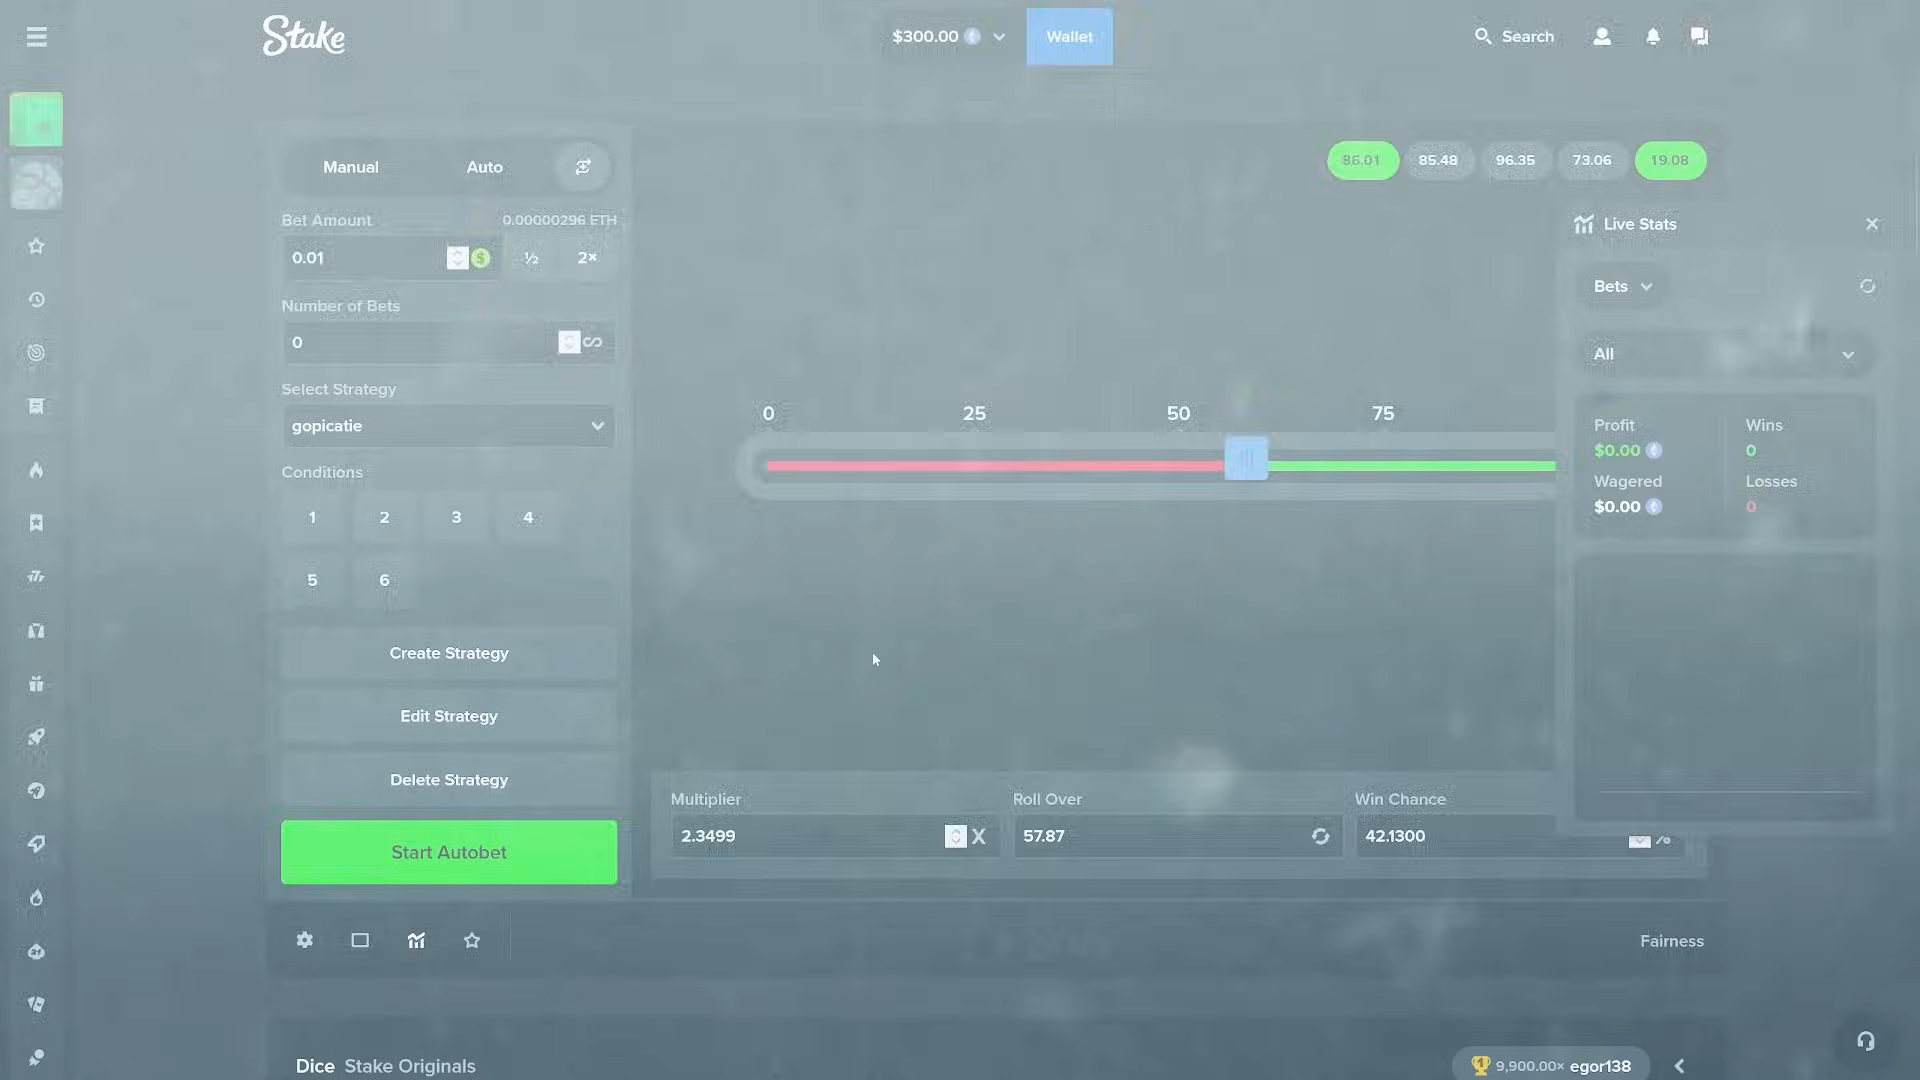 Stake
$300.00
Wallet
Search
Manual
Auto
86.01
85.48
96.35
73.06
19.08
Bet Amount
0.00000296 ETH
0.01
$
½
2×
Number of Bets
0
∞
Select Strategy
gopicatie
Conditions
1
2
3
4
5
6
Create Strategy
Edit Strategy
Delete Strategy
Start Autobet
0
25
50
75
Live Stats
Bets
All
Profit
Wins
$0.00
0
Wagered
Losses
$0.00
0
Multiplier
Roll Over
Win Chance
2.3499
X
57.87
42.1300
Fairness
Dice Stake Originals
9,900.00× egor138